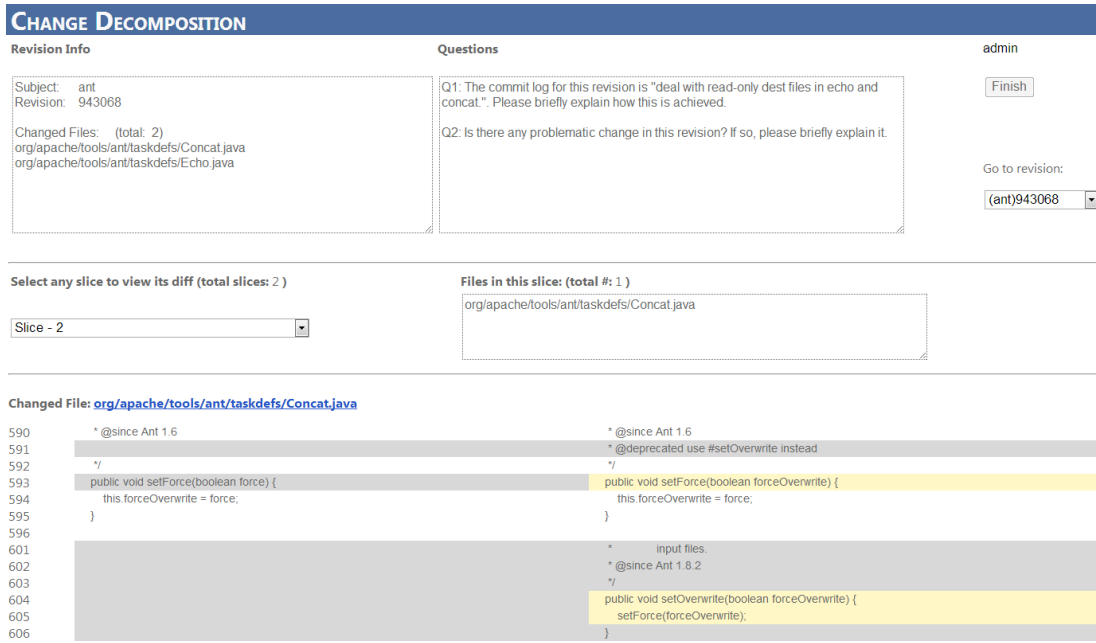 CHANGE DECOMPOSITION
Revision Info
Questions
admin
Subject: ant
Revision: 943068
Changed Files: (total: 2)
org/apache/tools/ant/taskdefs/Concat.java
org/apache/tools/ant/taskdefs/Echo.java
Q1: The commit log for this revision is "deal with read-only dest files in echo and
concat.". Please briefly explain how this is achieved.
Q2: Is there any problematic change in this revision? If so, please briefly explain it.
Finish
Go to revision:
(ant)943068
Select any slice to view its diff (total slices: 2 )
Slice - 2
Files in this slice: (total #: 1 )
org/apache/tools/ant/taskdefs/Concat.java
Changed File: org/apache/tools/ant/taskdefs/Concat.java
590 * @since Ant 1.6 * @since Ant 1.6
591 * @deprecated use #setOverwrite instead
592 */ */
593 public void setForce(boolean force) { public void setForce(boolean forceOverwrite) {
594 this.forceOverwrite = force; this.forceOverwrite = force;
595 } }
596
601 * input files.
602 * @since Ant 1.8.2
603 */
604 public void setOverwrite(boolean forceOverwrite) {
605 setForce(forceOverwrite);
606 }